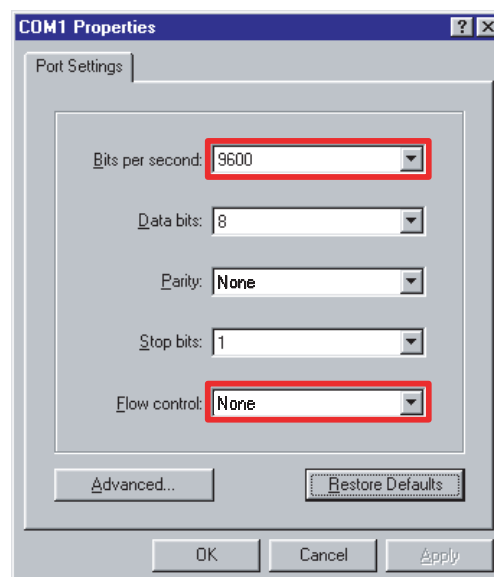 COM1 Properties
Port Settings
Bits per second: 9600
Data bits: 8
Parity: None
Stop bits: 1
Flow control: None
Advanced... Restore Defaults
OK Cancel Apply